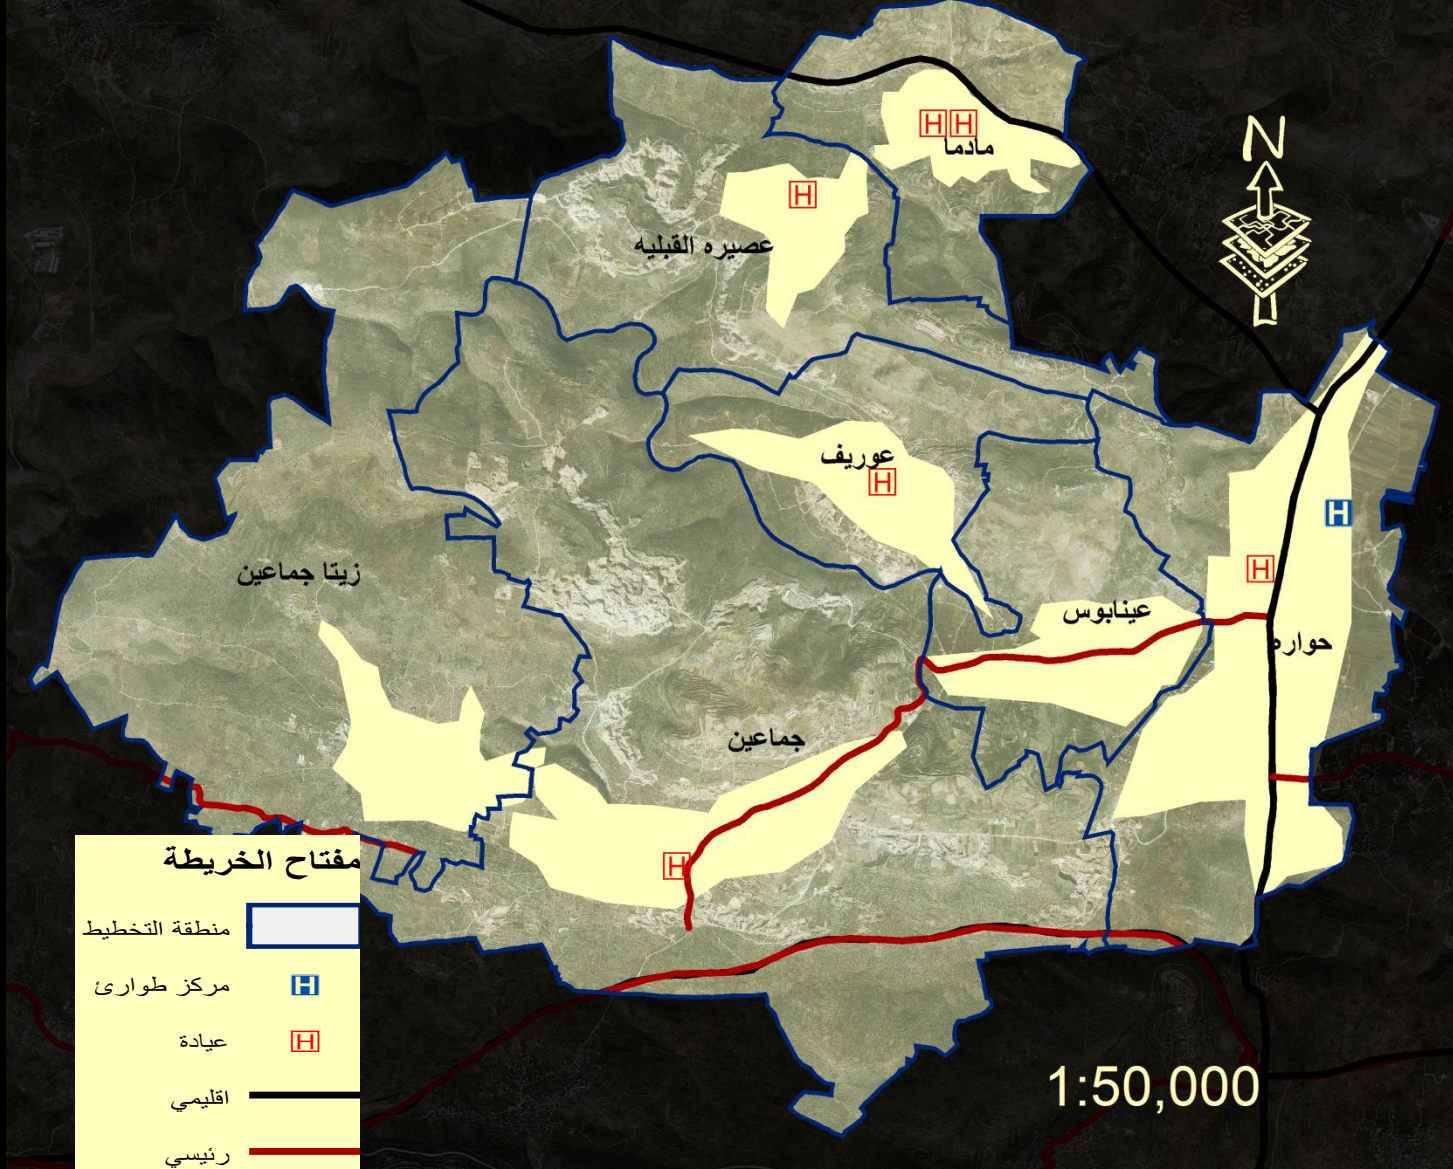 H H
مادما
N
H
عصيره القبليه
عوريف
H
H
H
زيتا جماعين
عينابوس
حواره
جماعين
H
مفتاح الخريطة
منطقة التخطيط
مركز طوارئ H
عيادة H
اقليمي
رئيسي
1:50,000